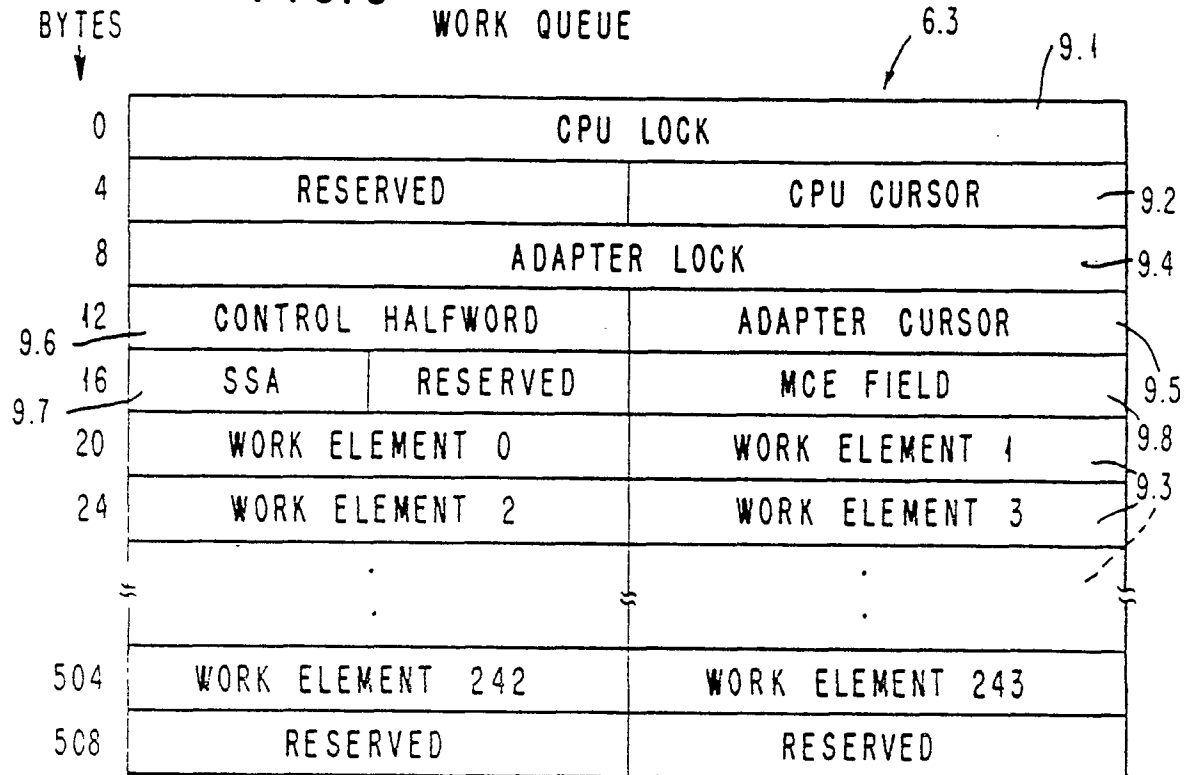 BYTES WORK QUEUE 6.3
9.1
0 CPU LOCK
4 RESERVED CPU CURSOR 9.2
8 ADAPTER LOCK 9.4
12 CONTROL HALFWORD ADAPTER CURSOR
9.6
16 SSA RESERVED MCE FIELD 9.5
9.7
20 WORK ELEMENT 0 WORK ELEMENT 1 9.8
9.3
24 WORK ELEMENT 2 WORK ELEMENT 3
504 WORK ELEMENT 242 WORK ELEMENT 243
508 RESERVED RESERVED